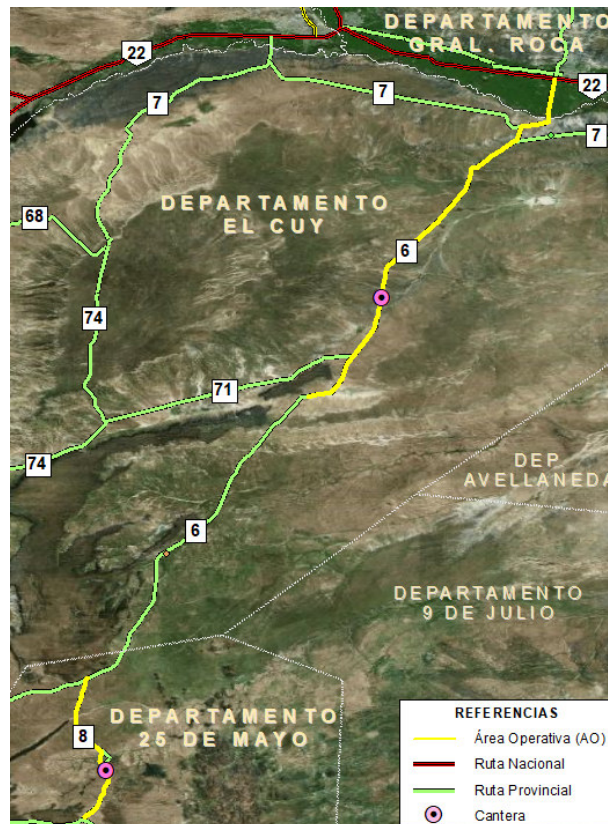 DEPARTAMENTO
GRAL. ROCA
22
7
7
22
7
DEPARTAMENTO
EL CUY
68
6
74
71
74
DEP
AVELLANEDA
6
DEPARTAMENTO
9 DE JULIO
DEPARTAMENTO
25 DE MAYO
8
REFERENCIAS
Área Operativa (AO)
Ruta Nacional
Ruta Provincial
Cantera